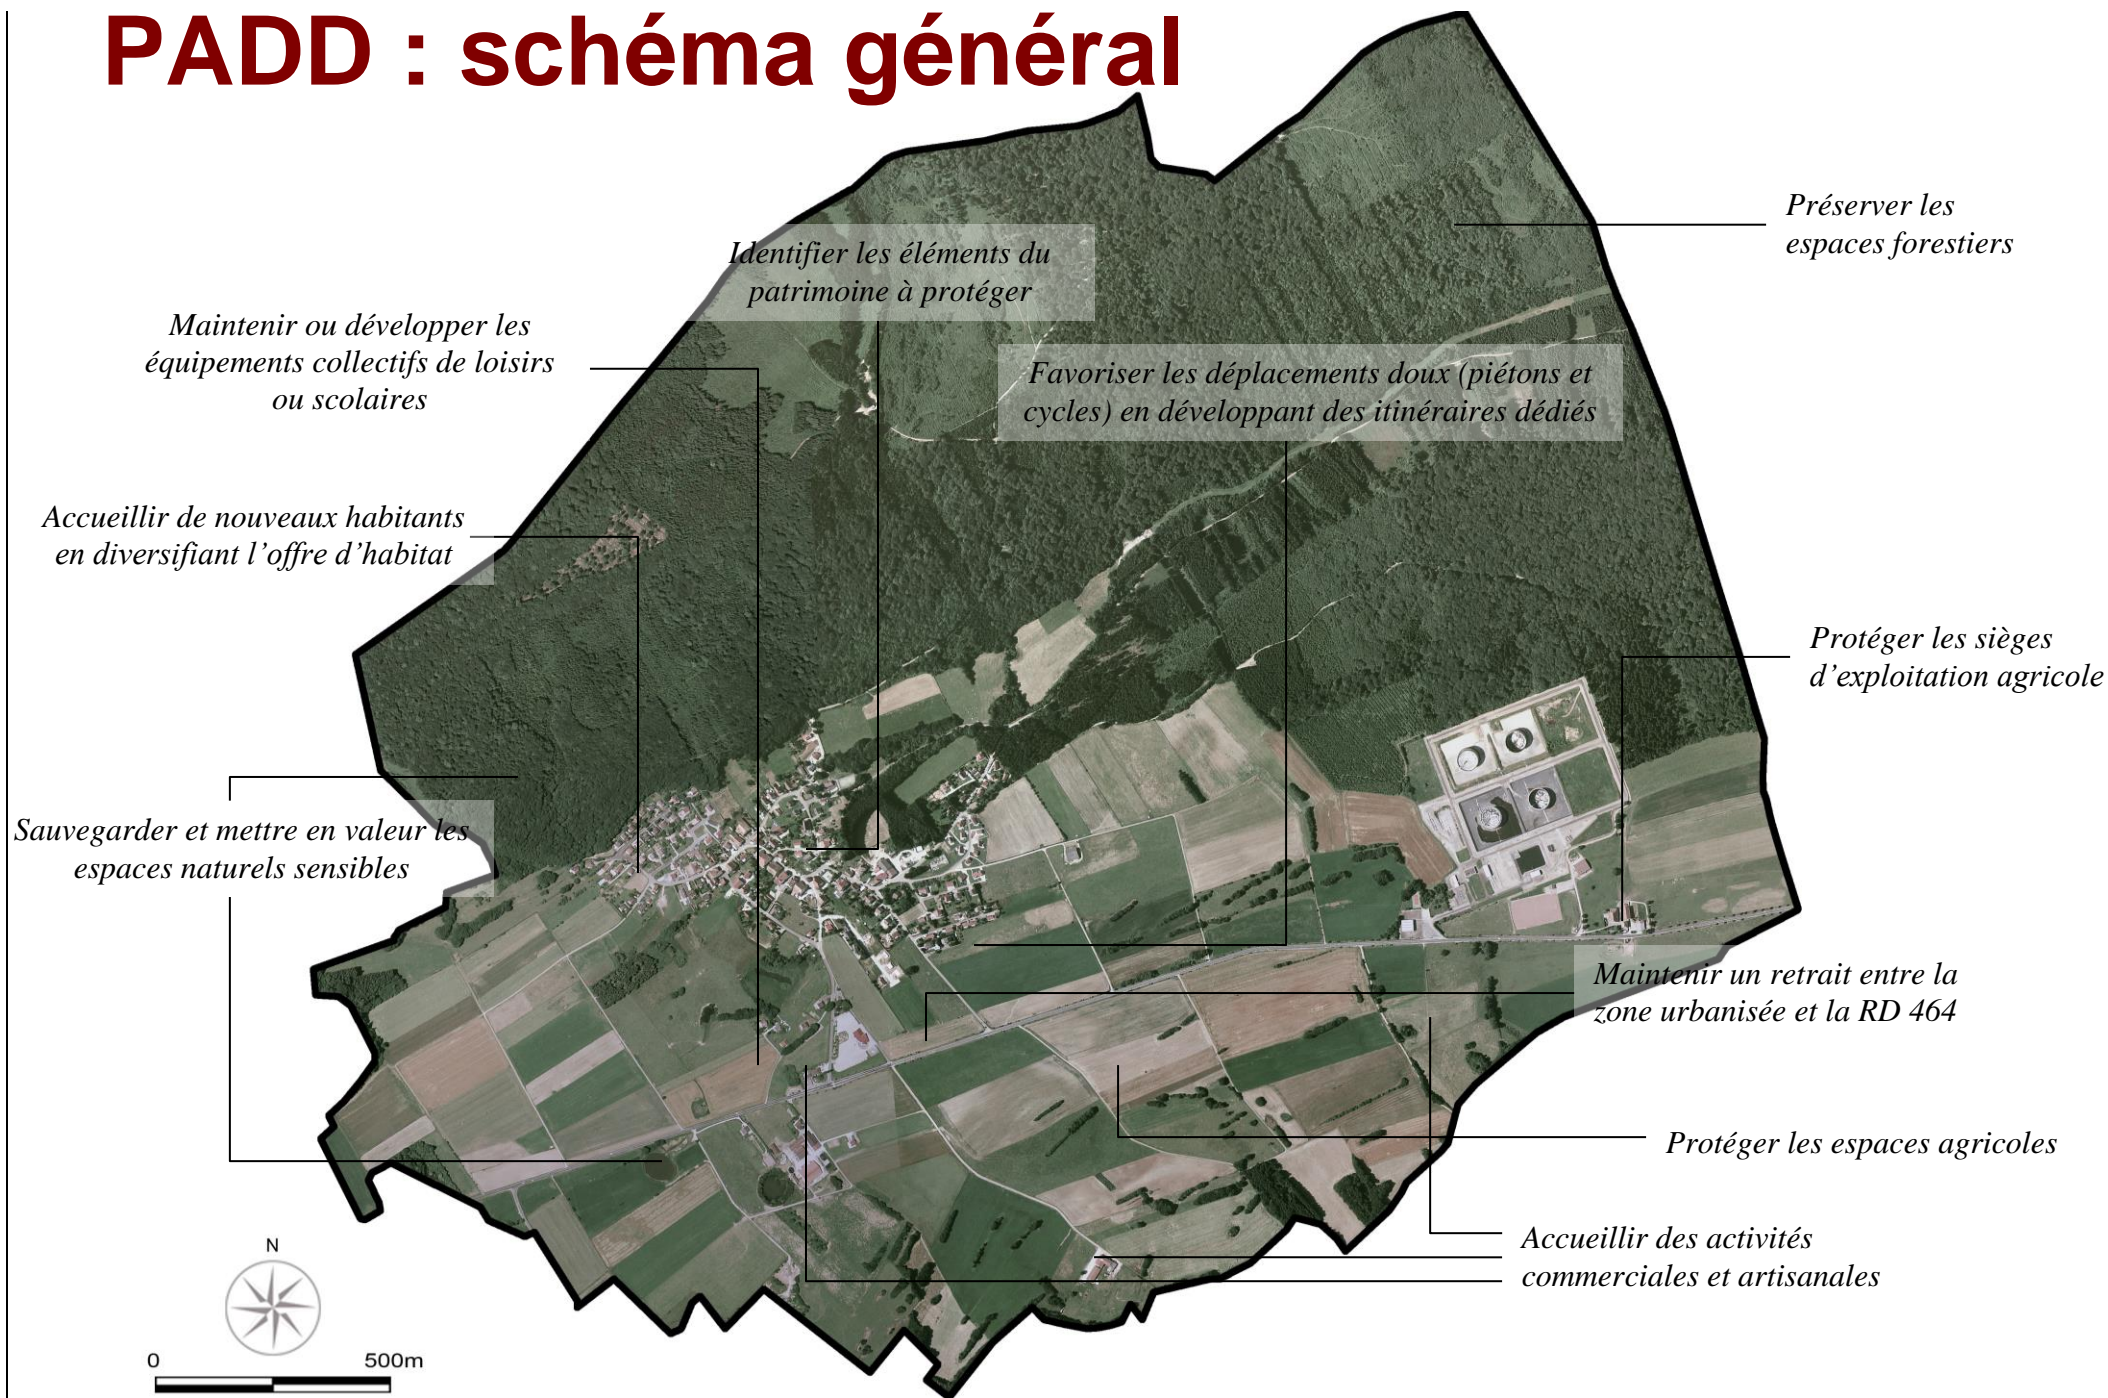 PADD : schéma général
Préserver les
espaces forestiers
Identifier les éléments du
patrimoine à protéger
Maintenir ou développer les
équipements collectifs de loisirs
ou scolaires
Favoriser les déplacements doux (piétons et
cycles) en développant des itinéraires dédiés
Accueillir de nouveaux habitants
en diversifiant l’offre d’habitat
Protéger les sièges
d’exploitation agricole
Sauvegarder et mettre en valeur les
espaces naturels sensibles
Maintenir un retrait entre la
zone urbanisée et la RD 464
Protéger les espaces agricoles
Accueillir des activités
commerciales et artisanales
N
0 500m